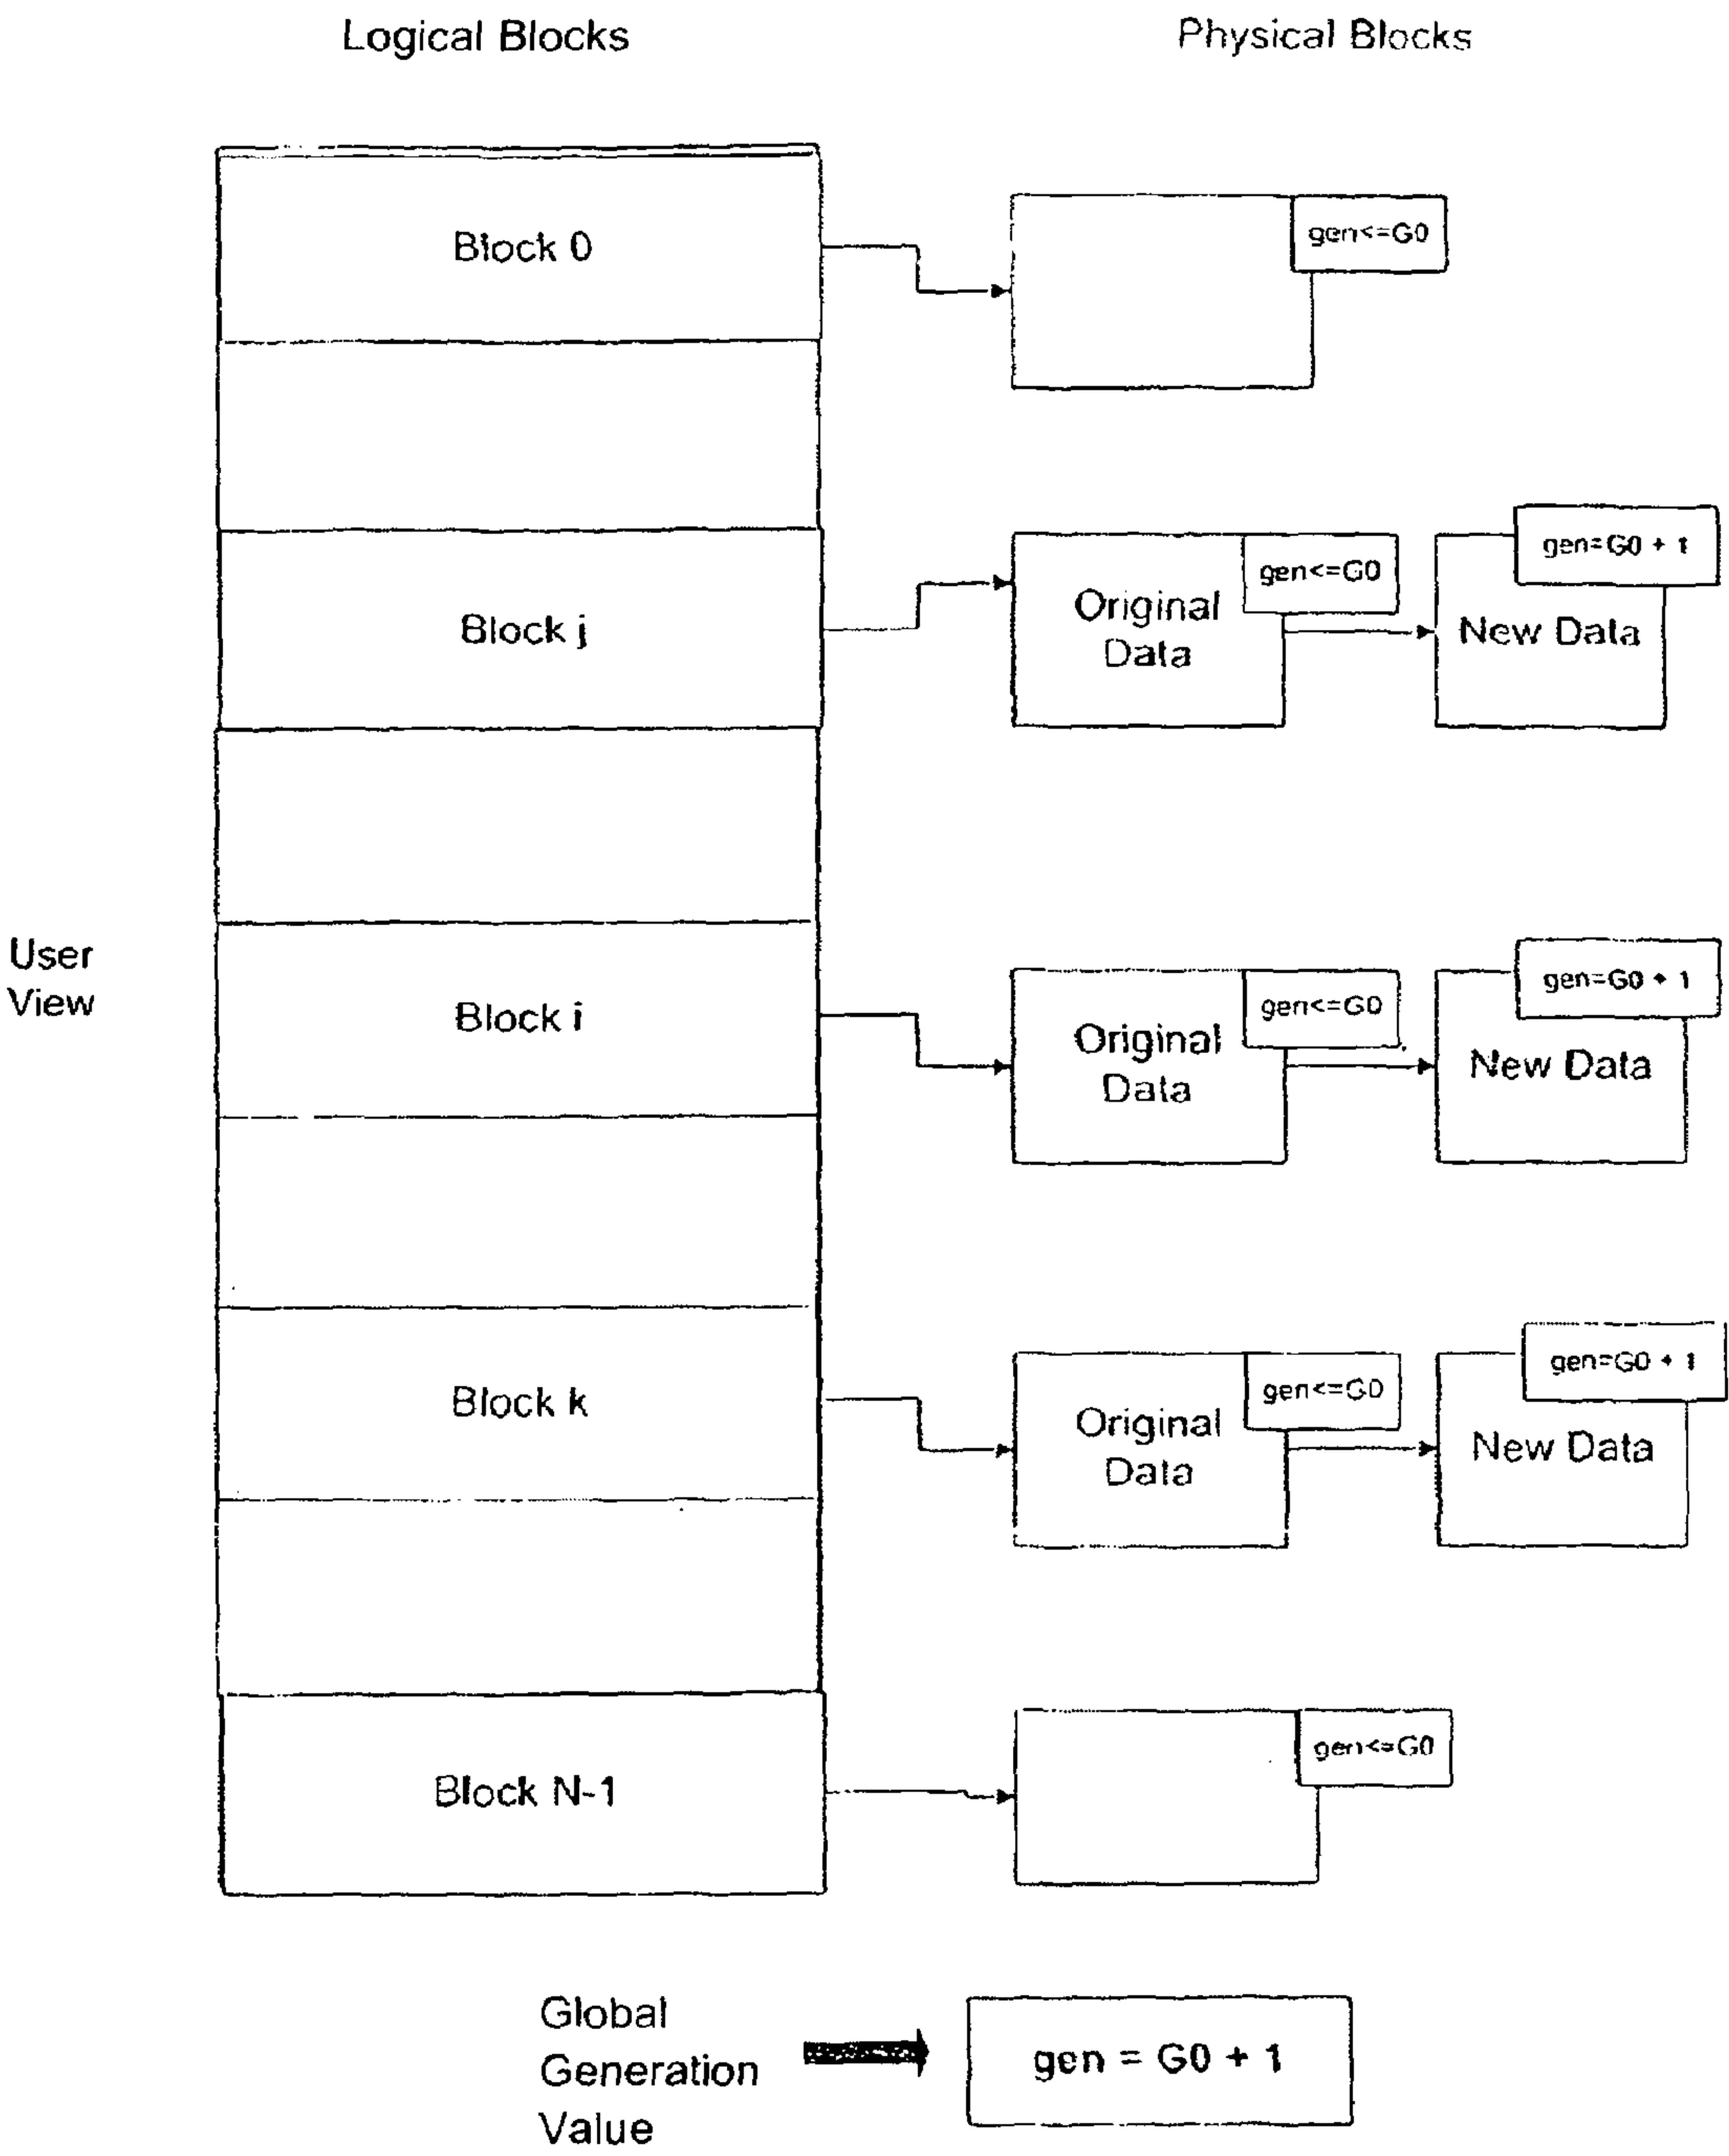 Logical Blocks
Physical Blocks
Block 0
gen<=G0
Block j
Original
Data
gen<=G0
gen=G0 + 1
New Data
User
View
Block i
Original
Data
gen<=G0
gen=G0 + 1
New Data
Block k
Original
Data
gen<=G0
gen=G0 + 1
New Data
Block N-1
gen<=G0
Global
Generation
Value
gen = G0 + 1